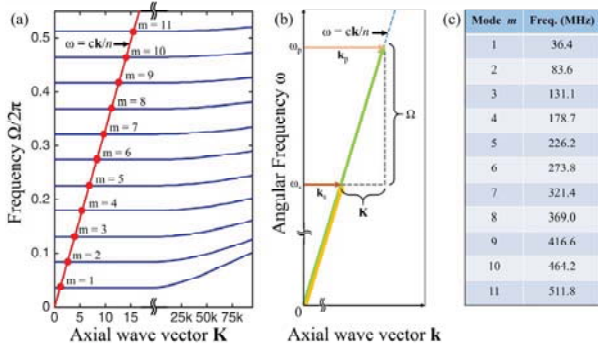 (a)
0.5
0.4
0.3
0.2
0.1
0
Frequency Ω/2π
ω = ck/n
m = 11
m = 10
m = 9
m = 8
m = 7
m = 6
m = 5
m = 4
m = 3
m = 2
m = 1
0 5 10 15 25k 50k 75k
Axial wave vector K
(b)
Angular Frequency ω
ω = ck/n
ωp
kp
Ω
ks
K
0
Axial wave vector k
(c)
Mode m Freq. (MHz)
1 36.4
2 83.6
3 131.1
4 178.7
5 226.2
6 273.8
7 321.4
8 369.0
9 416.6
10 464.2
11 511.8